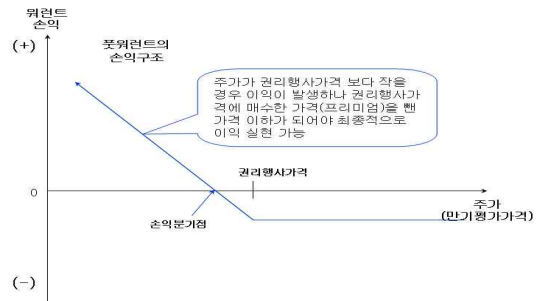 워런트
손익
(+)
풋워런트의
손익구조
주가가 권리행사가격 보다 작을
경우 이익이 발생하나 권리행사가
격에 매수한 가격(프리미엄)을 뺀
가격 이하가 되어야 최종적으로
이익 실현 가능
권리행사가격
0
주가
(만기평가가격)
손익분기점
(-)